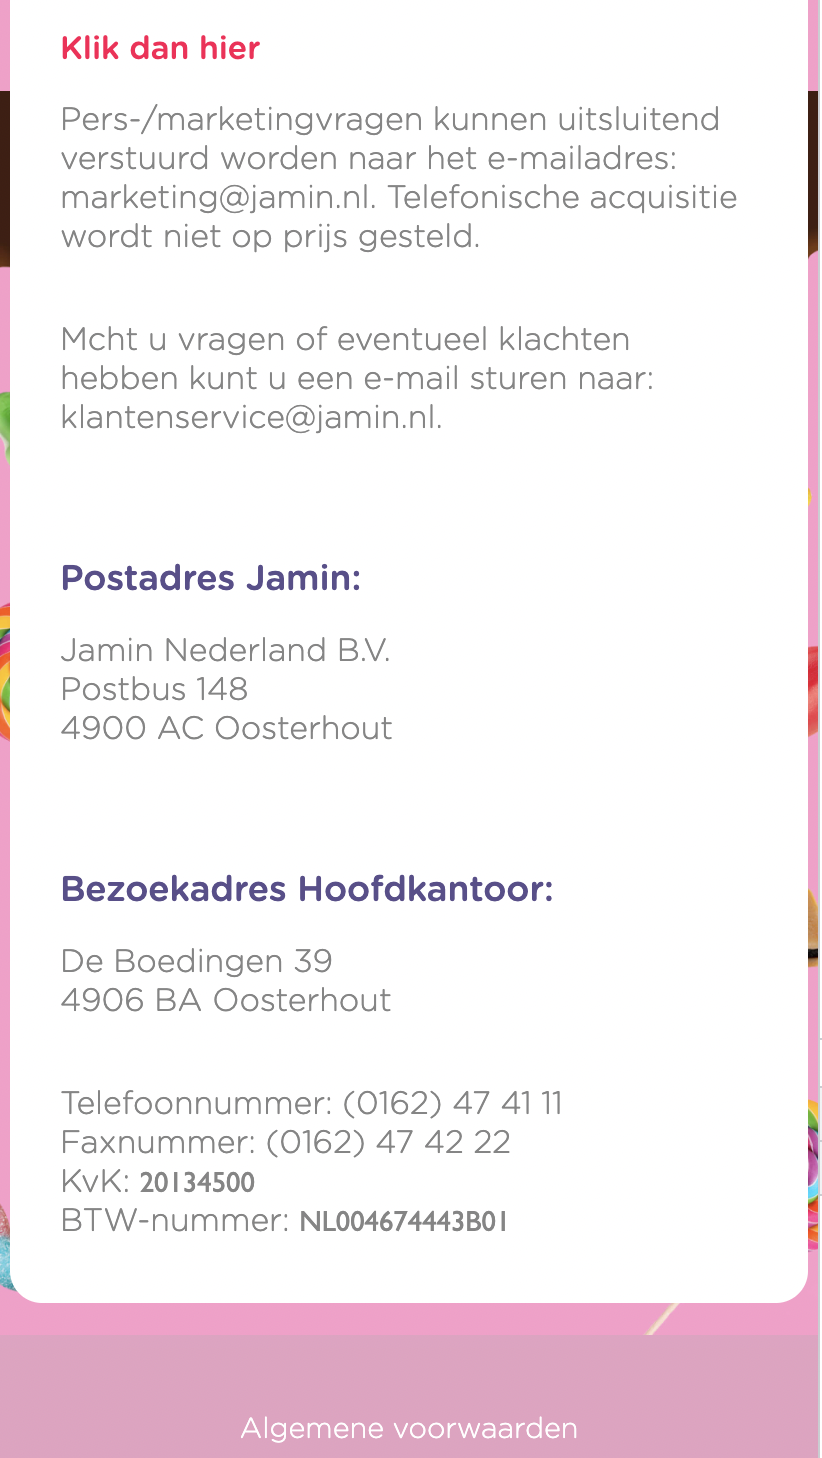 Klik dan hier
Pers-/marketingvragen kunnen uitsluitend
verstuurd worden naar het e-mailadres:
marketing@jamin.nl. Telefonische acquisitie
wordt niet op prijs gesteld.
Mcht u vragen of eventueel klachten
hebben kunt u een e-mail sturen naar:
klantenservice@jamin.nl.
Postadres Jamin:
Jamin Nederland B.V.
Postbus 148
4900 AC Oosterhout
Bezoekadres Hoofdkantoor:
De Boedingen 39
4906 BA Oosterhout
Telefoonnummer: (0162) 47 41 11
Faxnummer: (0162) 47 42 22
KvK: 20134500
BTW-nummer: NL004674443B01
Algemene voorwaarden